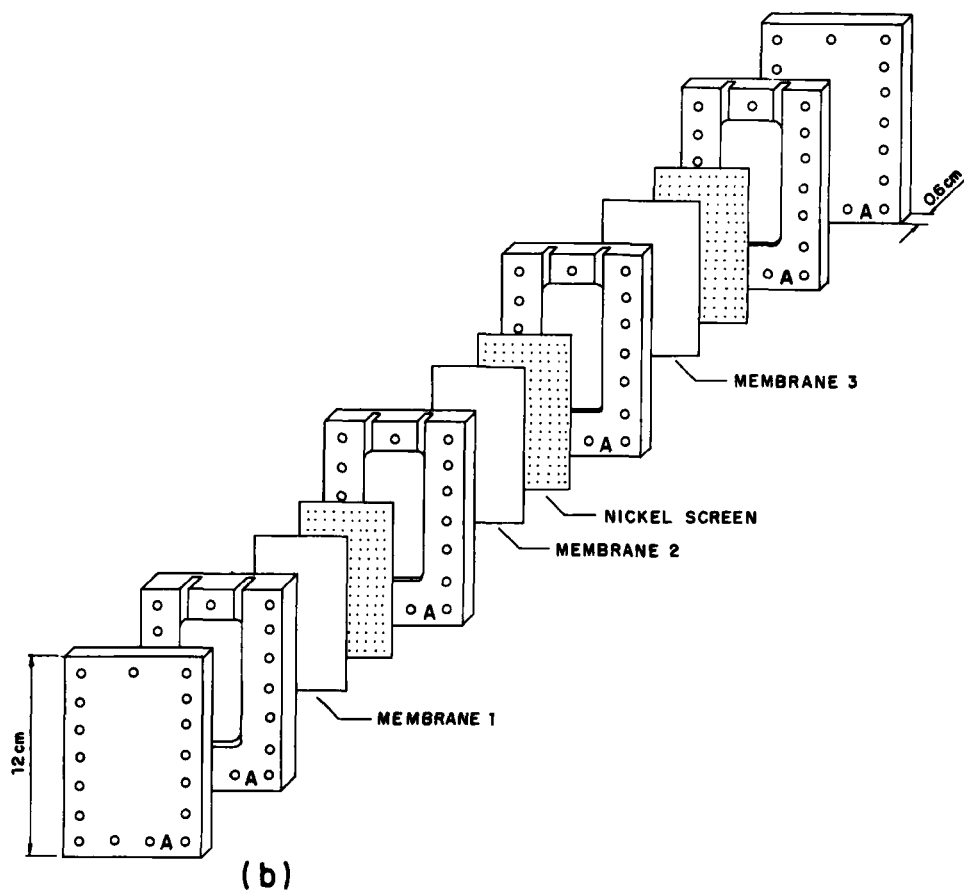 0.6cm
A
A
MEMBRANE 3
A
NICKEL SCREEN
MEMBRANE 2
A
MEMBRANE 1
12cm
A
A
(b)